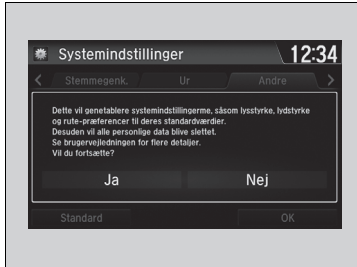 Systemindstillinger
12:34
Stemmegenk.
Ur
Andre
Dette vil genetablere systemindstillingerme, såsom lysstyrke, lydstyrke
og rute-præferencer til deres standardværdier.
Desuden vil alle personlige data blive slettet.
Se brugervejledningen for flere detaljer.
Vil du fortsætte?
Ja
Nej
Standard
OK